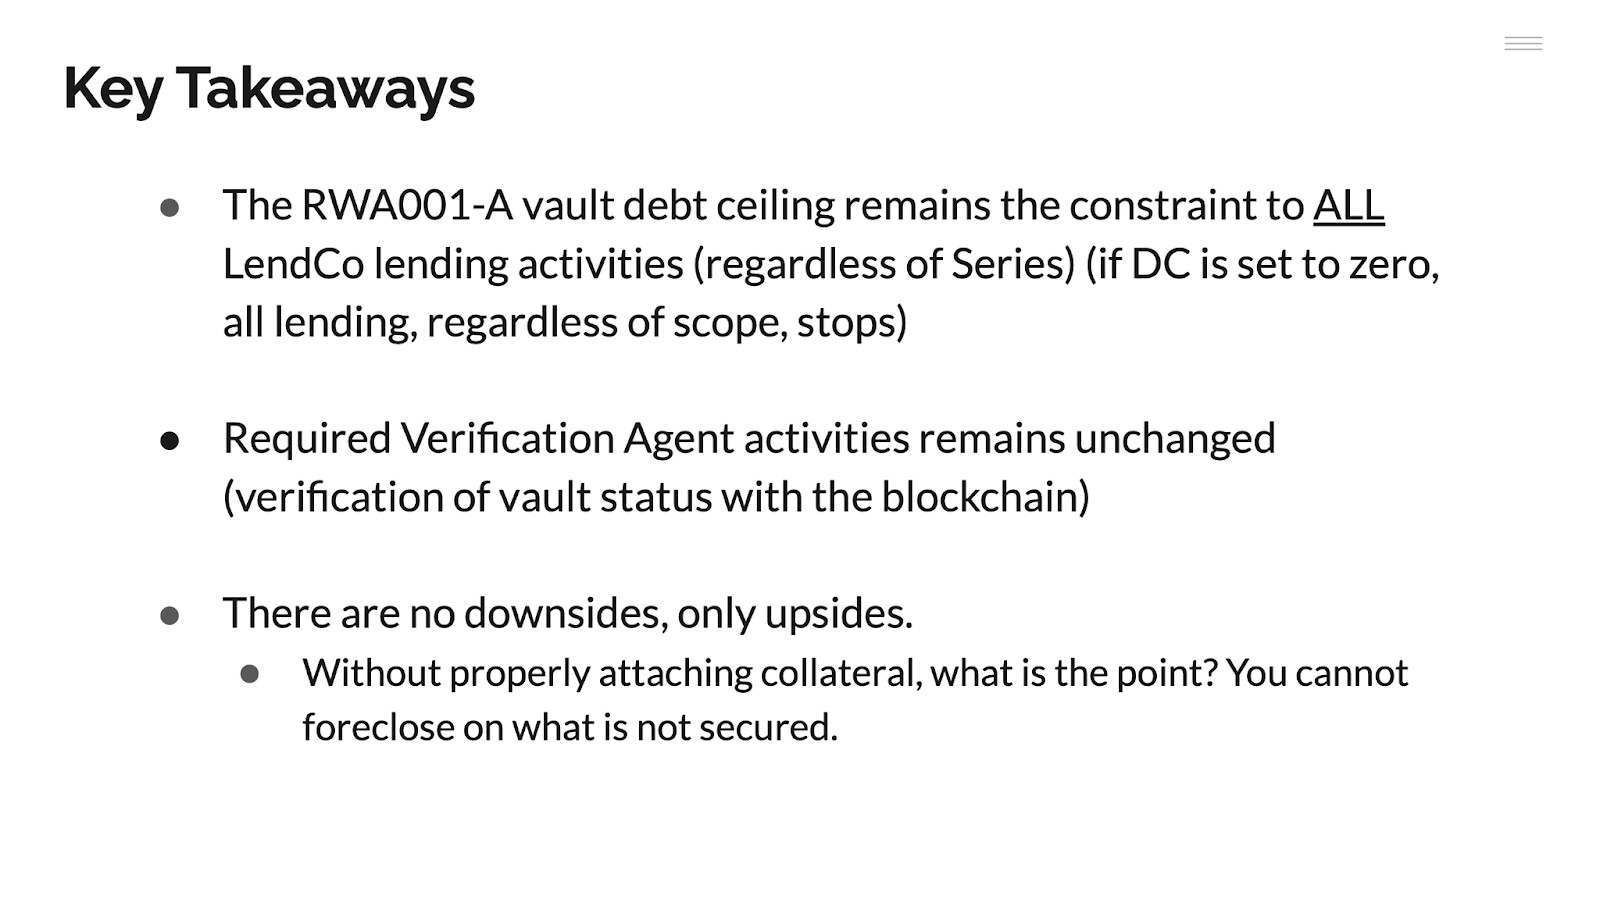 Key Takeaways
● The RWA001-A vault debt ceiling remains the constraint to ALL
LendCo lending activities (regardless of Series) (if DC is set to zero,
all lending, regardless of scope, stops)
● Required Verification Agent activities remains unchanged
(verification of vault status with the blockchain)
● There are no downsides, only upsides.
● Without properly attaching collateral, what is the point? You cannot
foreclose on what is not secured.